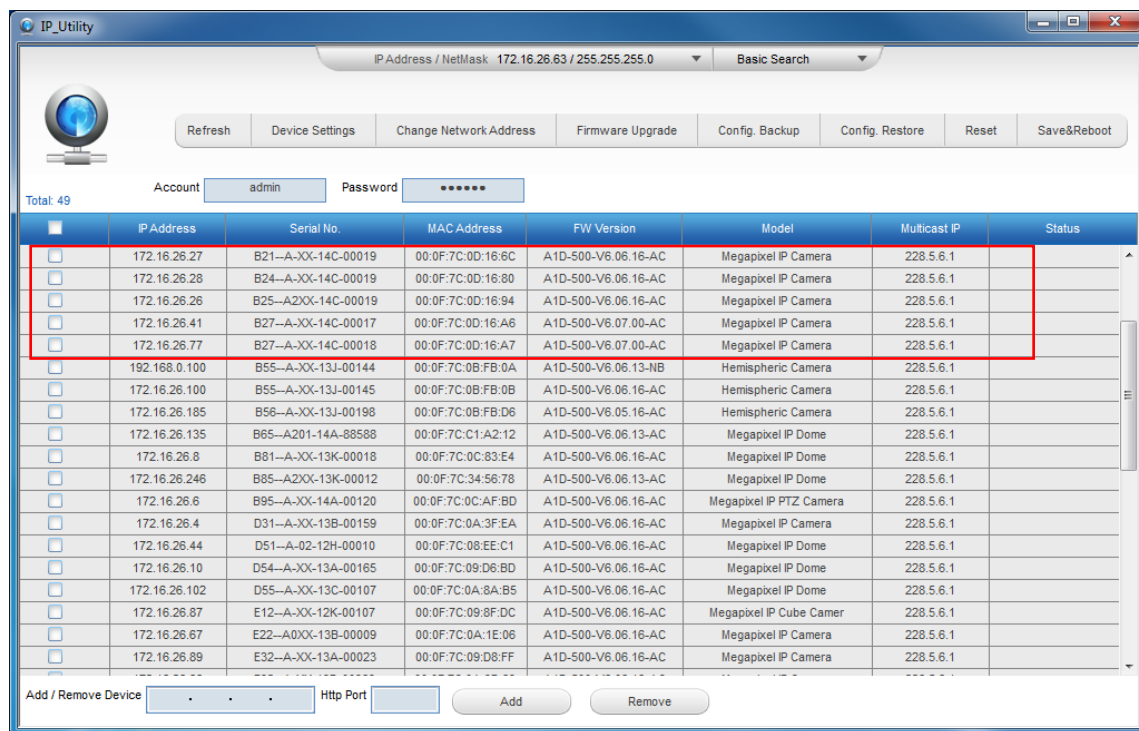 IP_Utility
IP Address / NetMask 172.16.26.63 / 255.255.255.0 Basic Search
Refresh Device Settings Change Network Address Firmware Upgrade Config. Backup Config. Restore Reset Save&Reboot
Account admin Password ●●●●●●
Total: 49
IP Address Serial No. MAC Address FW Version Model Multicast IP Status
172.16.26.27 B21--A-XX-14C-00019 00:0F:7C:0D:16:6C A1D-500-V6.06.16-AC Megapixel IP Camera 228.5.6.1
172.16.26.28 B24--A-XX-14C-00019 00:0F:7C:0D:16:80 A1D-500-V6.06.16-AC Megapixel IP Camera 228.5.6.1
172.16.26.26 B25--A2XX-14C-00019 00:0F:7C:0D:16:94 A1D-500-V6.06.16-AC Megapixel IP Camera 228.5.6.1
172.16.26.41 B27--A-XX-14C-00017 00:0F:7C:0D:16:A6 A1D-500-V6.07.00-AC Megapixel IP Camera 228.5.6.1
172.16.26.77 B27--A-XX-14C-00018 00:0F:7C:0D:16:A7 A1D-500-V6.07.00-AC Megapixel IP Camera 228.5.6.1
192.168.0.100 B55--A-XX-13J-00144 00:0F:7C:0B:FB:0A A1D-500-V6.06.13-NB Hemispheric Camera 228.5.6.1
172.16.26.100 B55--A-XX-13J-00145 00:0F:7C:0B:FB:0B A1D-500-V6.06.16-AC Hemispheric Camera 228.5.6.1
172.16.26.185 B56--A-XX-13J-00198 00:0F:7C:0B:FB:D6 A1D-500-V6.05.16-AC Hemispheric Camera 228.5.6.1
172.16.26.135 B65--A201-14A-88588 00:0F:7C:C1:A2:12 A1D-500-V6.06.13-AC Megapixel IP Dome 228.5.6.1
172.16.26.8 B81--A-XX-13K-00018 00:0F:7C:0C:83:E4 A1D-500-V6.06.16-AC Megapixel IP Dome 228.5.6.1
172.16.26.246 B85--A2XX-13K-00012 00:0F:7C:34:56:78 A1D-500-V6.06.13-AC Megapixel IP Dome 228.5.6.1
172.16.26.6 B95--A-XX-14A-00120 00:0F:7C:0C:AF:BD A1D-500-V6.06.16-AC Megapixel IP PTZ Camera 228.5.6.1
172.16.26.4 D31--A-XX-13B-00159 00:0F:7C:0A:3F:EA A1D-500-V6.06.16-AC Megapixel IP Camera 228.5.6.1
172.16.26.44 D51--A-02-12H-00010 00:0F:7C:08:EE:C1 A1D-500-V6.06.16-AC Megapixel IP Dome 228.5.6.1
172.16.26.10 D54--A-XX-13A-00165 00:0F:7C:09:D6:BD A1D-500-V6.06.16-AC Megapixel IP Dome 228.5.6.1
172.16.26.102 D55--A-XX-13C-00107 00:0F:7C:0A:8A:B5 A1D-500-V6.06.16-AC Megapixel IP Dome 228.5.6.1
172.16.26.87 E12--A-XX-12K-00107 00:0F:7C:09:8F:DC A1D-500-V6.06.16-AC Megapixel IP Cube Camer 228.5.6.1
172.16.26.67 E22--A0XX-13B-00009 00:0F:7C:0A:1E:06 A1D-500-V6.06.16-AC Megapixel IP Camera 228.5.6.1
172.16.26.89 E32--A-XX-13A-00023 00:0F:7C:09:D8:FF A1D-500-V6.06.16-AC Megapixel IP Camera 228.5.6.1
Add / Remove Device . . . Http Port Add Remove